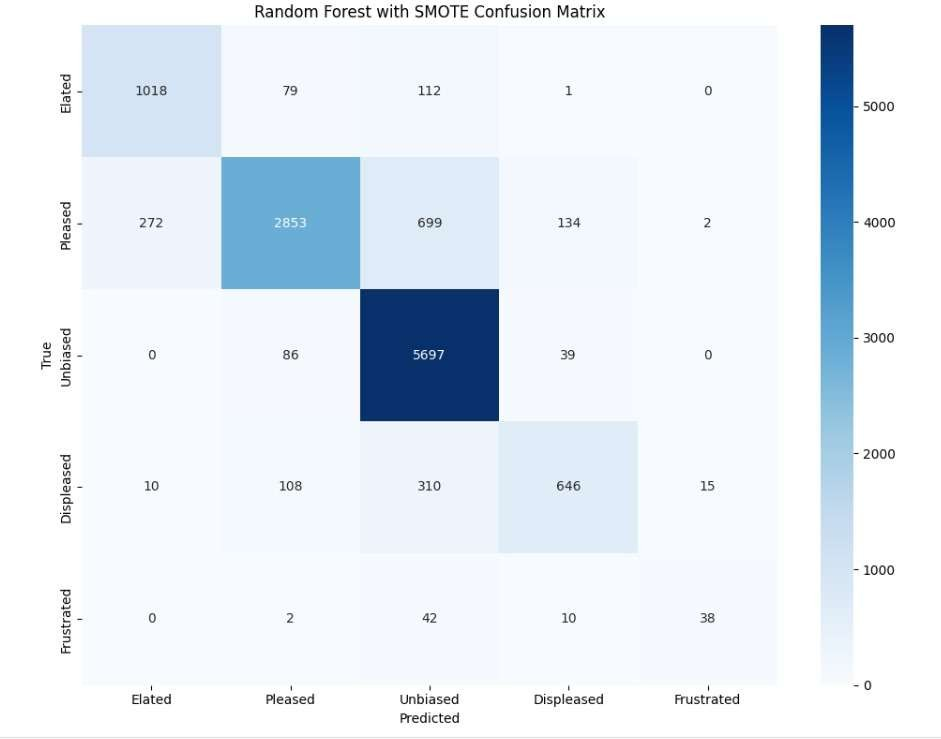 Random Forest with SMOTE Confusion Matrix
Elated
1018 79 112 1 0
5000
Pleased
272 2853 699 134 2
4000
True
Unbiased
0 86 5697 39 0
3000
2000
Displeased
10 108 310 646 15
1000
Frustrated
0 2 42 10 38
0
Elated Pleased Unbiased Displeased Frustrated
Predicted